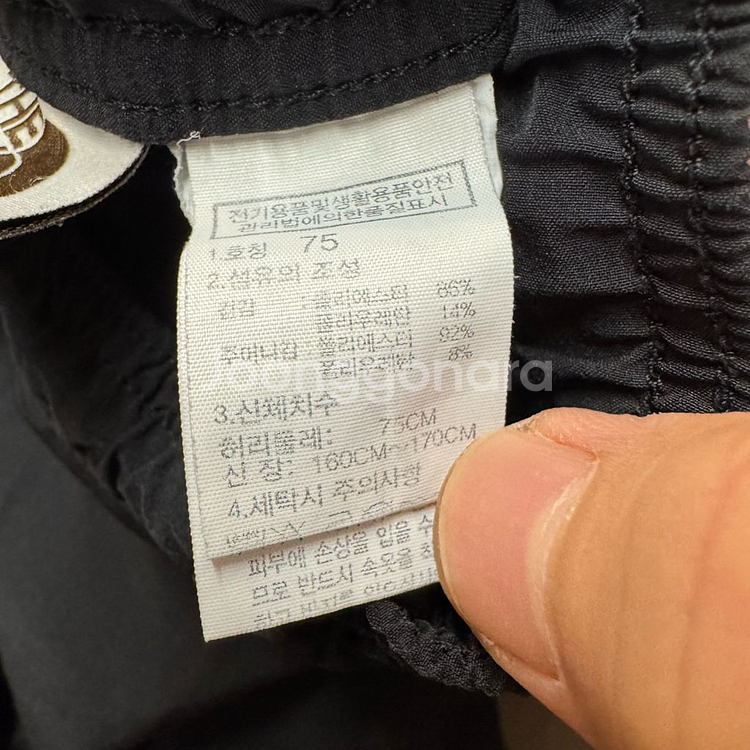 전기용품및생활용품안전
관리법에의한품질표시
1.호칭 75
2.섬유의 조성
겉감 : 폴리에스터 86%
폴리우레탄 14%
주머니감 : 폴리에스터 92%
폴리우레탄 8%
joonggonara
3.신체치수
허리둘레: 75CM
신 장: 160CM~170CM
4.세탁시 주의사항
피부에 손상을 입을 수
므로 반드시 속옷을 착